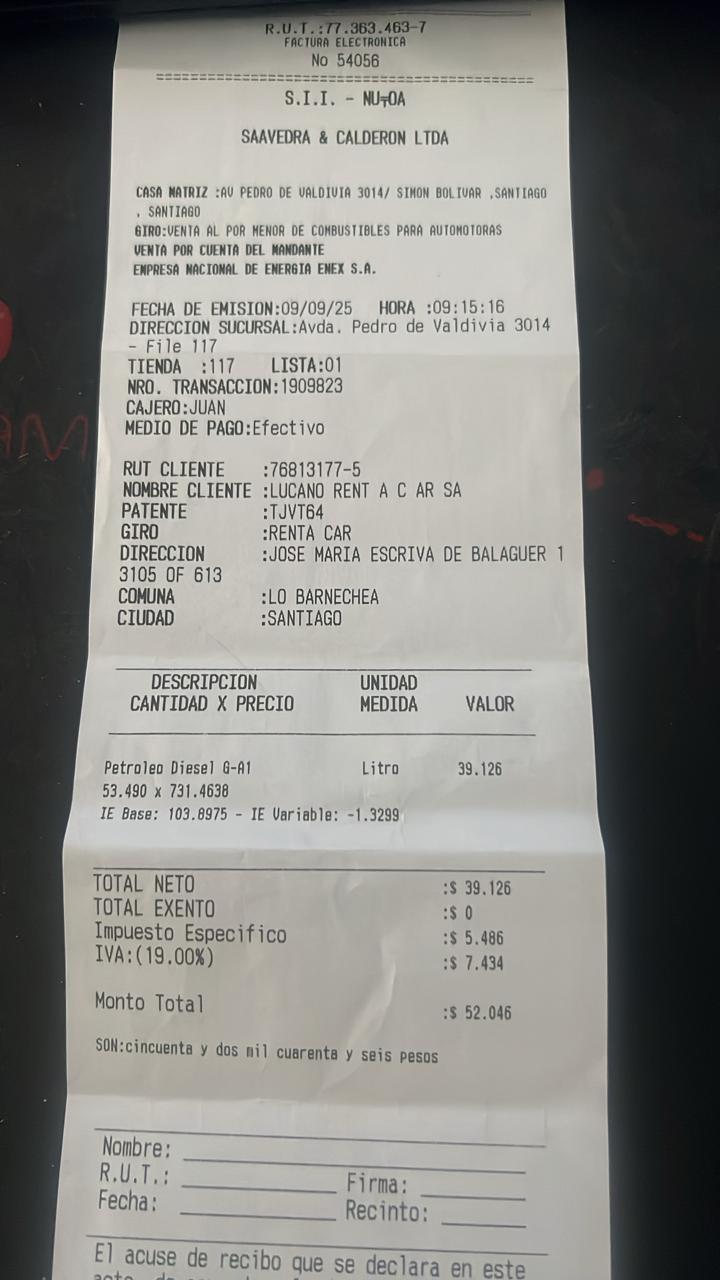 R.U.T.:77.363.463-7
FACTURA ELECTRONICA
No 54056
==================================================
S.I.I. - NU¬OA
SAAVEDRA & CALDERON LTDA
CASA MATRIZ :AV PEDRO DE VALDIVIA 3014/ SIMON BOLIVAR ,SANTIAGO
, SANTIAGO
GIRO:VENTA AL POR MENOR DE COMBUSTIBLES PARA AUTOMOTORAS
VENTA POR CUENTA DEL MANDANTE
EMPRESA NACIONAL DE ENERGIA ENEX S.A.
FECHA DE EMISION:09/09/25 HORA :09:15:16
DIRECCION SUCURSAL:Avda. Pedro de Valdivia 3014
- File 117
TIENDA :117 LISTA:01
NRO. TRANSACCION:1909823
CAJERO:JUAN
MEDIO DE PAGO:Efectivo
RUT CLIENTE :76813177-5
NOMBRE CLIENTE :LUCANO RENT A C AR SA
PATENTE :TJVT64
GIRO :RENTA CAR
DIRECCION :JOSE MARIA ESCRIVA DE BALAGUER 1
3105 OF 613
COMUNA :LO BARNECHEA
CIUDAD :SANTIAGO
DESCRIPCION UNIDAD
CANTIDAD X PRECIO MEDIDA VALOR
Petroleo Diesel G-A1 Litro 39.126
53.490 x 731.4638
IE Base: 103.8975 - IE Variable: -1.3299
TOTAL NETO :$ 39.126
TOTAL EXENTO :$ 0
Impuesto Especifico :$ 5.486
IVA:(19.00%) :$ 7.434
Monto Total :$ 52.046
SON:cincuenta y dos mil cuarenta y seis pesos
Nombre:
R.U.T.: Firma:
Fecha: Recinto:
El acuse de recibo que se declara en este